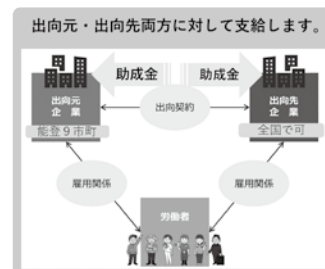 出向元・出向先両方に対して支給します。
助成金 助成金
出向元
企業
出向契約
出向先
企業
能登9市町
全国で可
雇用関係 雇用関係
労働者